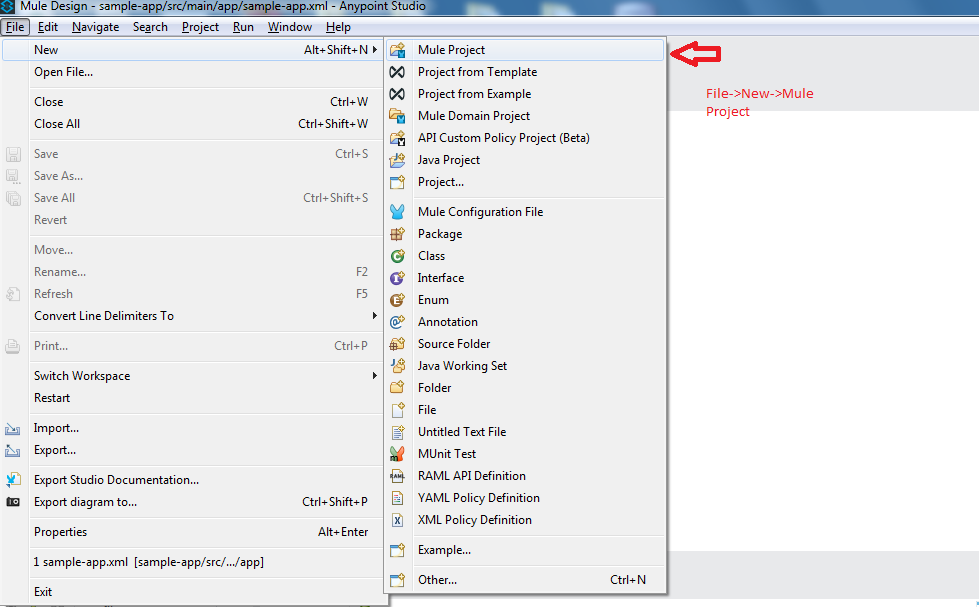 Mule Design - sample-app/src/main/app/sample-app.xml - Anypoint Studio
File Edit Navigate Search Project Run Window Help
New Alt+Shift+N
Open File...
Close Ctrl+W
Close All Ctrl+Shift+W
Save Ctrl+S
Save As...
Save All Ctrl+Shift+S
Revert
Move...
Rename... F2
Refresh F5
Convert Line Delimiters To
Print... Ctrl+P
Switch Workspace
Restart
Import...
Export...
Export Studio Documentation...
Export diagram to... Ctrl+Shift+P
Properties Alt+Enter
1 sample-app.xml [sample-app/src/.../app]
Exit
Mule Project
Project from Template
Project from Example
Mule Domain Project
API Custom Policy Project (Beta)
Java Project
Project...
Mule Configuration File
Package
Class
Interface
Enum
Annotation
Source Folder
Java Working Set
Folder
File
Untitled Text File
MUnit Test
RAML API Definition
YAML Policy Definition
XML Policy Definition
Example...
Other... Ctrl+N
File->New->Mule
Project